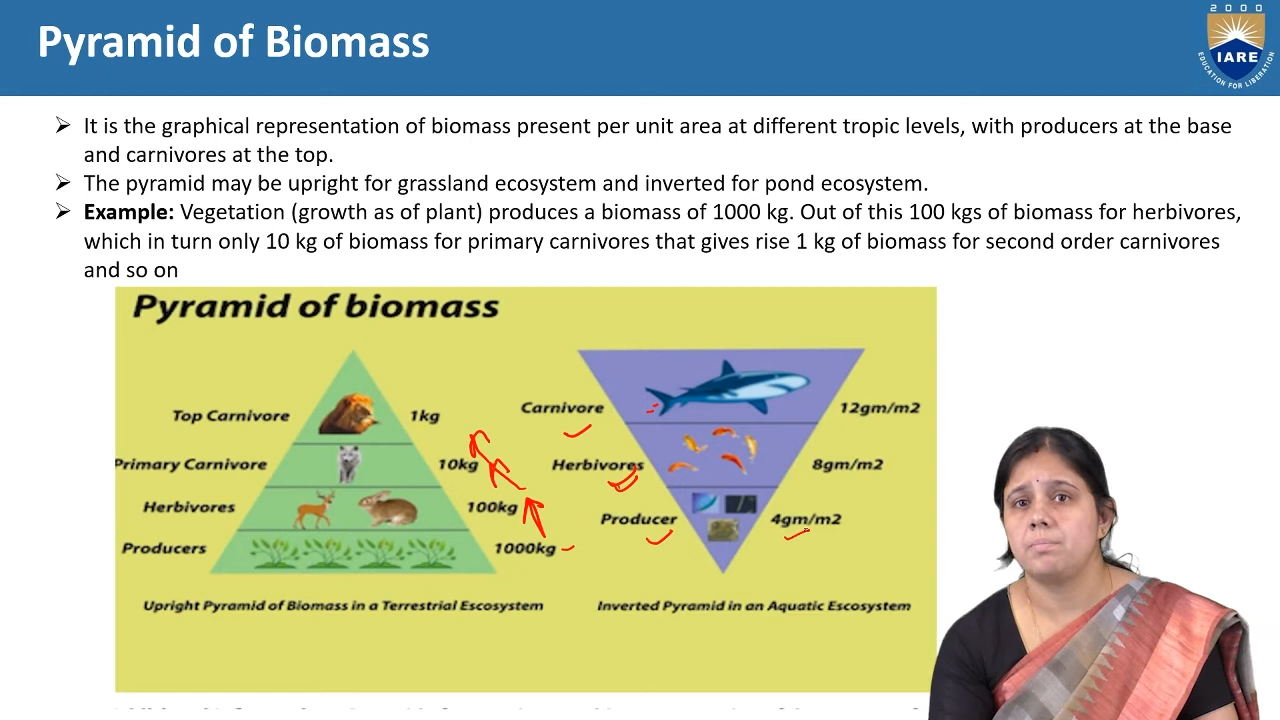 Pyramid of Biomass
2 0 0 0
IARE
EDUCATION FOR LIBERATION
It is the graphical representation of biomass present per unit area at different tropic levels, with producers at the base
and carnivores at the top.
The pyramid may be upright for grassland ecosystem and inverted for pond ecosystem.
Example: Vegetation (growth as of plant) produces a biomass of 1000 kg. Out of this 100 kgs of biomass for herbivores,
which in turn only 10 kg of biomass for primary carnivores that gives rise 1 kg of biomass for second order carnivores
and so on
Pyramid of biomass
Top Carnivore 1kg
Primary Carnivore 10kg
Herbivores 100kg
Producers 1000kg
Upright Pyramid of Biomass in a Terrestrial Escosystem
Carnivore 12gm/m2
Herbivores 8gm/m2
Producer 4gm/m2
Inverted Pyramid in an Aquatic Escosystem